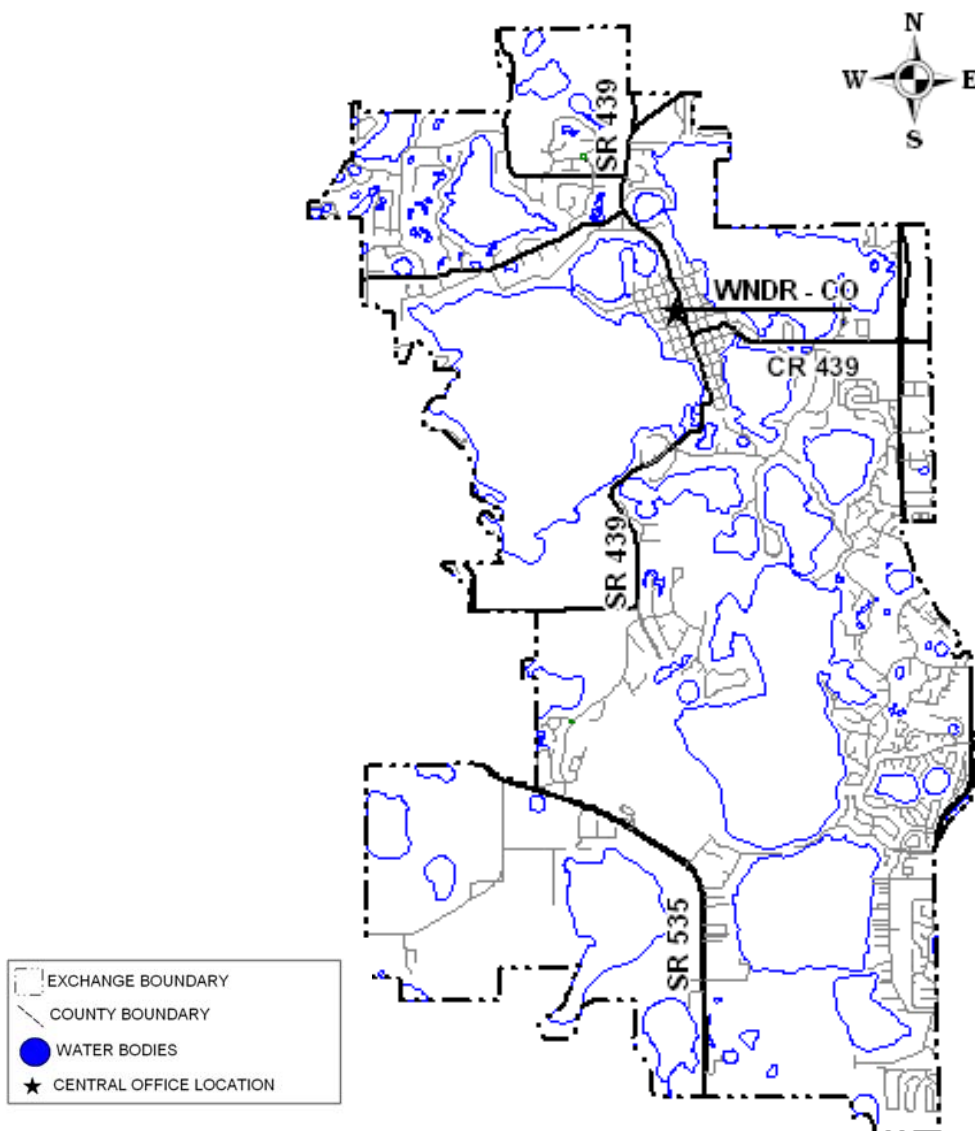 N
W E
S
SR 439
WNDR - CO
CR 439
SR 439
SR 535
EXCHANGE BOUNDARY
COUNTY BOUNDARY
WATER BODIES
CENTRAL OFFICE LOCATION